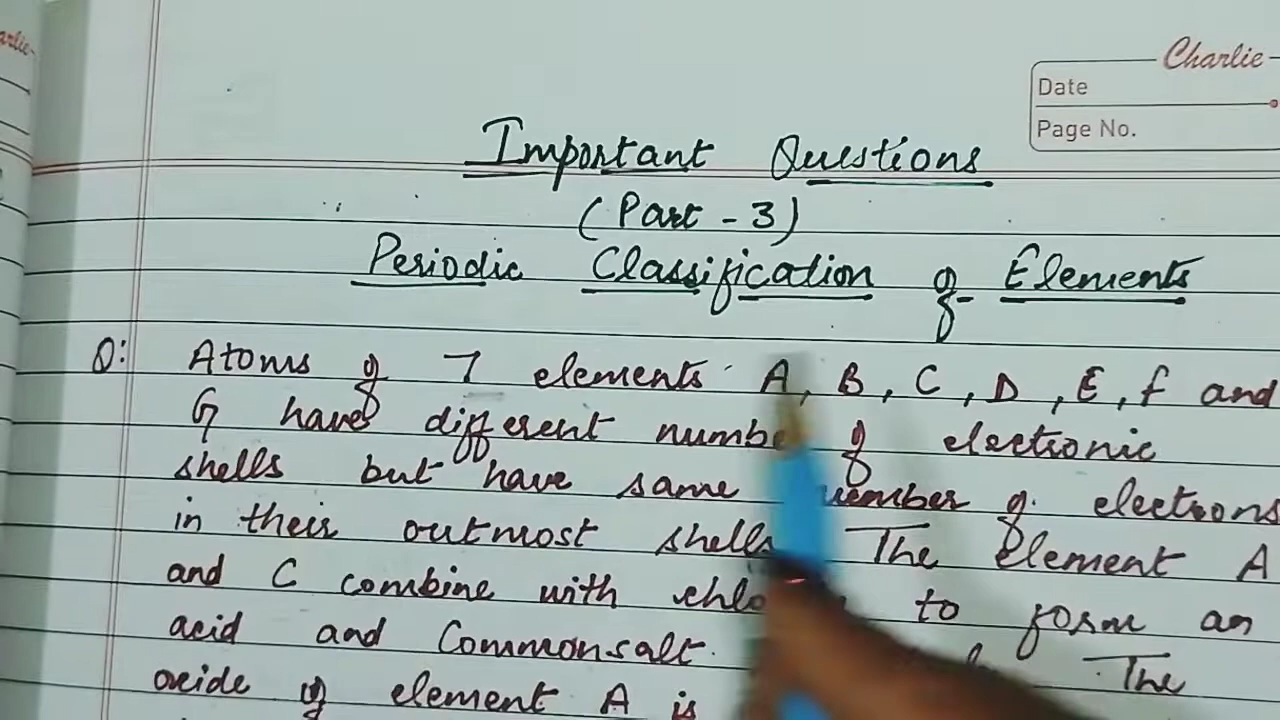 arlie
Charlie
Date
Page No.
Important Questions
(Part - 3)
Periodic Classification of Elements
Q: Atoms of 7 elements A, B, C, D, E, F and
G have different number of electronic
shells but have same number of electrons
in their outmost shells. The element A
and C combine with to form an
acid and Commonsalt. The
oxide of element A is